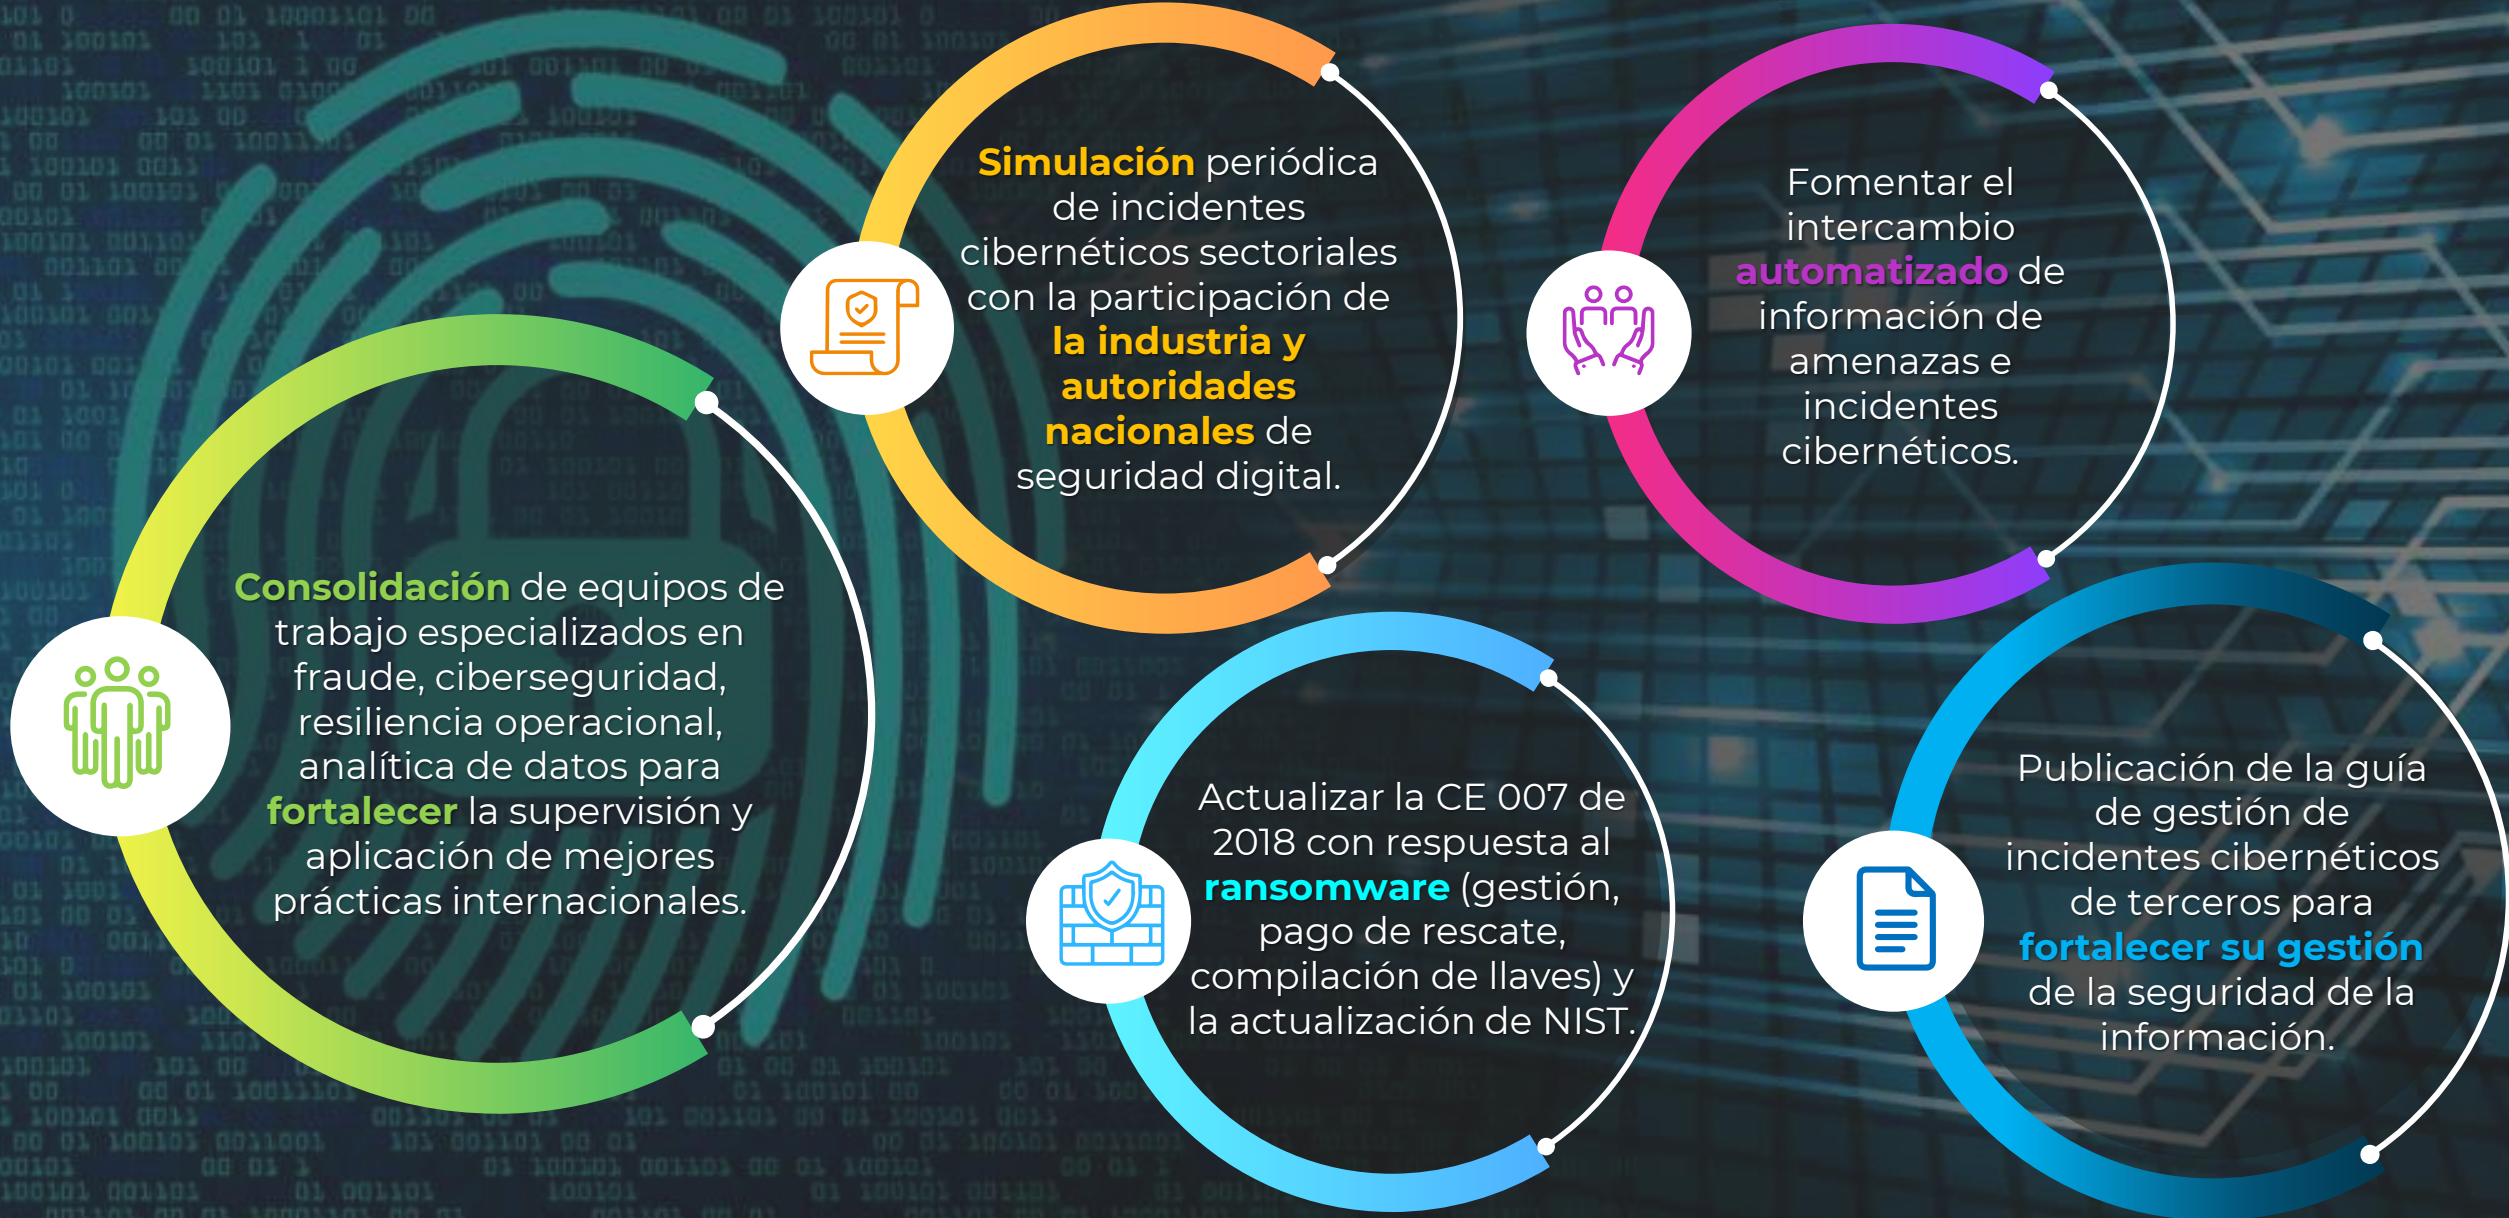 Consolidación de equipos de
trabajo especializados en
fraude, ciberseguridad,
resiliencia operacional,
analítica de datos para
fortalecer la supervisión y
aplicación de mejores
prácticas internacionales.
Simulación periódica
de incidentes
cibernéticos sectoriales
con la participación de
la industria y
autoridades
nacionales de
seguridad digital.
Actualizar la CE 007 de
2018 con respuesta al
ransomware (gestión,
pago de rescate,
compilación de llaves) y
la actualización de NIST.
Fomentar el
intercambio
automatizado de
información de
amenazas e
incidentes
cibernéticos.
Publicación de la guía
de gestión de
incidentes cibernéticos
de terceros para
fortalecer su gestión
de la seguridad de la
información.